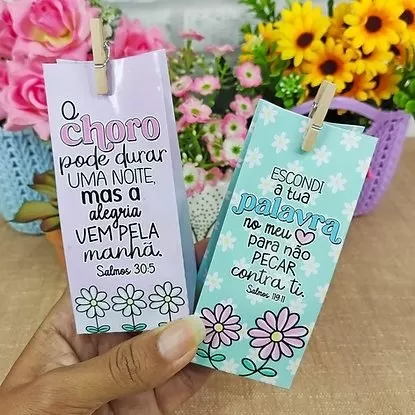 O
choro
pode durar
UMA NOITE,
mas a
alegria
VEM PELA
manhã.
Salmos 30:5
ESCONDI
a tua
palavra
no meu
para não
PECAR
contra ti.
Salmos 119:11